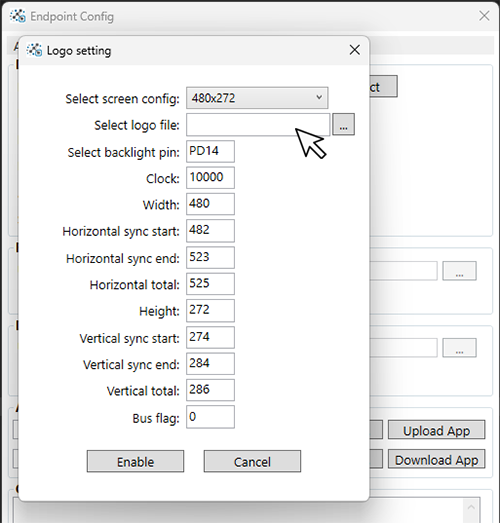 Endpoint Config
Logo setting
Select screen config: 480x272
Select logo file: ...
Select backlight pin: PD14
Clock: 10000
Width: 480
Horizontal sync start: 482
Horizontal sync end: 523
Horizontal total: 525
Height: 272
Vertical sync start: 274
Vertical sync end: 284
Vertical total: 286
Bus flag: 0
Enable Cancel
...
...
Upload App
Download App